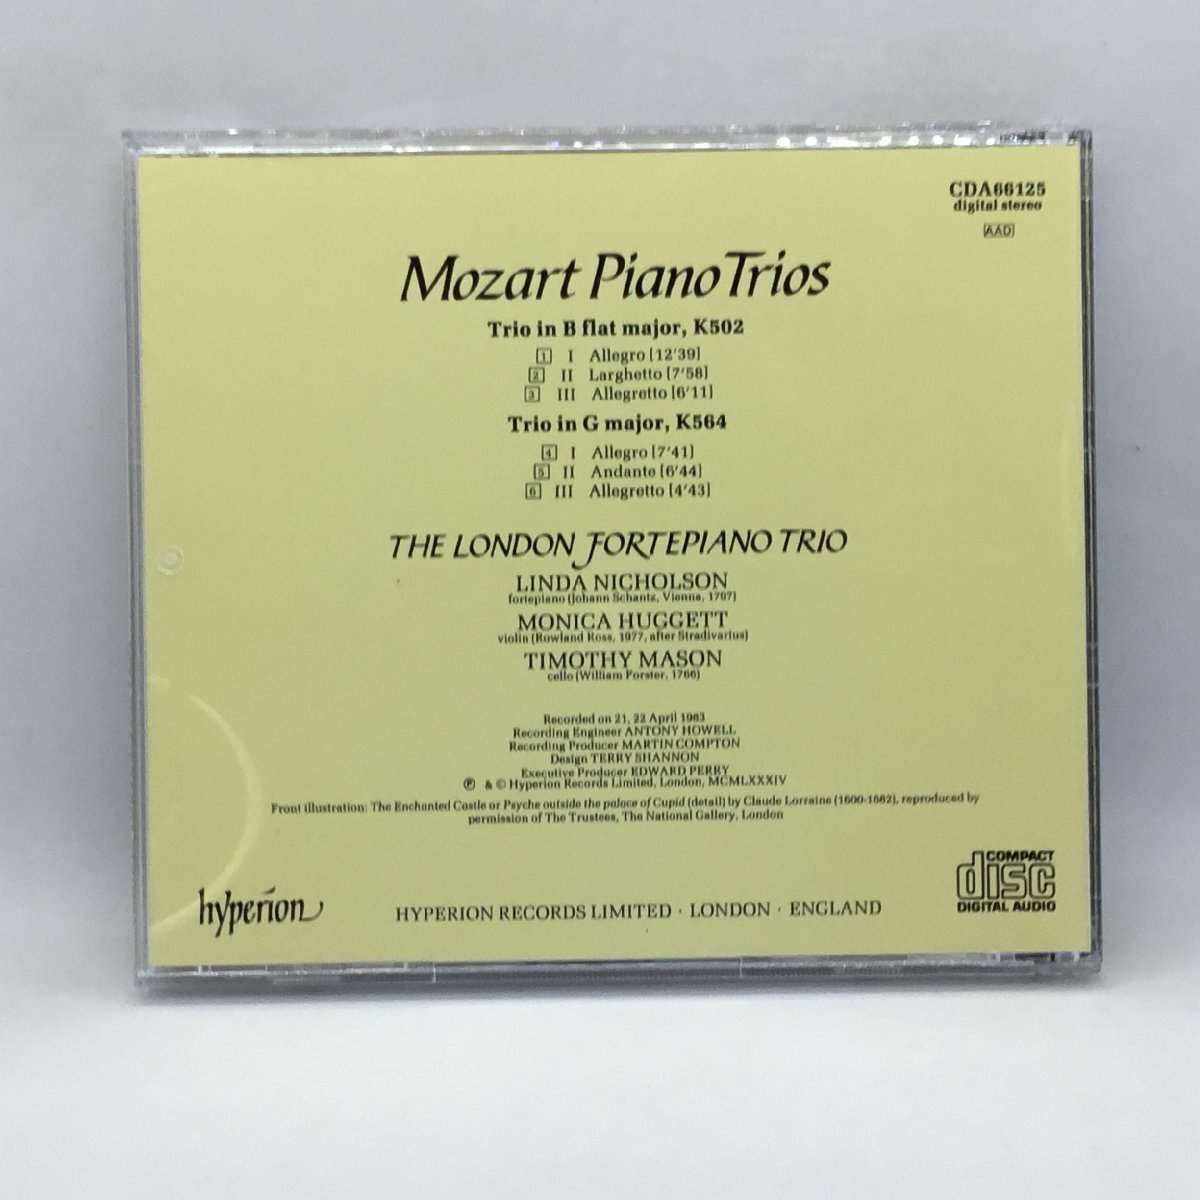 CDA66125
digital stereo
AAD
Mozart Piano Trios
Trio in B flat major, K502
1 I Allegro [12'39]
2 II Larghetto [7'58]
3 III Allegretto [6'11]
Trio in G major, K564
4 I Allegro [7'41]
5 II Andante [6'44]
6 III Allegretto [4'43]
THE LONDON FORTEPIANO TRIO
LINDA NICHOLSON
fortepiano (Johann Schantz, Vienna, 1797)
MONICA HUGGETT
violin (Rowland Ross, 1977, after Stradivarius)
TIMOTHY MASON
cello (William Forster, 1766)
Recorded on 21, 22 April 1983
Recording Engineer ANTONY HOWELL
Recording Producer MARTIN COMPTON
Design TERRY SHANNON
Executive Producer EDWARD PERRY
℗ & © Hyperion Records Limited, London, MCMLXXXIV
Front illustration: The Enchanted Castle or Psyche outside the palace of Cupid (detail) by Claude Lorraine (1600-1682), reproduced by
permission of The Trustees, The National Gallery, London
hyperion
HYPERION RECORDS LIMITED · LONDON · ENGLAND
COMPACT
disc
DIGITAL AUDIO